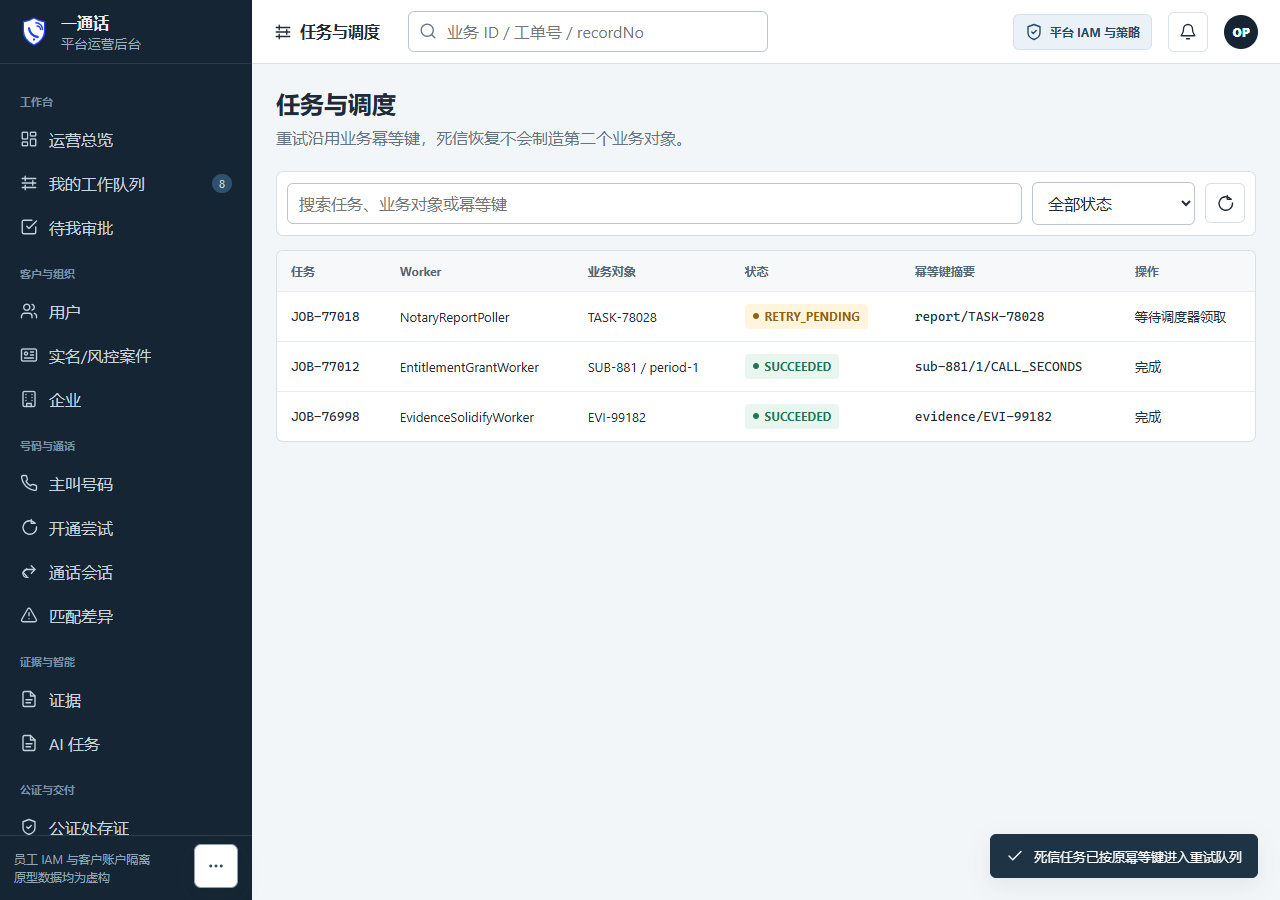 一通话
平台运营后台
工作台
运营总览
我的工作队列 8
待我审批
客户与组织
用户
实名/风控案件
企业
号码与通话
主叫号码
开通尝试
通话会话
匹配差异
证据与智能
证据
AI 任务
公证与交付
公证处存证
员工 IAM 与客户账户隔离
原型数据均为虚构
任务与调度
业务 ID / 工单号 / recordNo
平台 IAM 与策略
OP
任务与调度
重试沿用业务幂等键，死信恢复不会制造第二个业务对象。
搜索任务、业务对象或幂等键
全部状态
任务 Worker 业务对象 状态 幂等键摘要 操作
JOB-77018 NotaryReportPoller TASK-78028 RETRY_PENDING report/TASK-78028 等待调度器领取
JOB-77012 EntitlementGrantWorker SUB-881 / period-1 SUCCEEDED sub-881/1/CALL_SECONDS 完成
JOB-76998 EvidenceSolidifyWorker EVI-99182 SUCCEEDED evidence/EVI-99182 完成
死信任务已按原幂等键进入重试队列